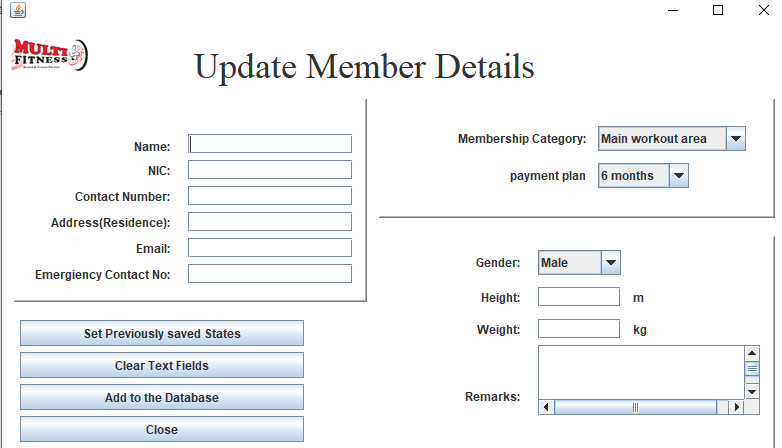 MULTI
FITNESS
Update Member Details
Name:
NIC:
Contact Number:
Address(Residence):
Email:
Emergiency Contact No:
Set Previously saved States
Clear Text Fields
Add to the Database
Close
Membership Category: Main workout area
payment plan 6 months
Gender: Male
Height: m
Weight: kg
Remarks: